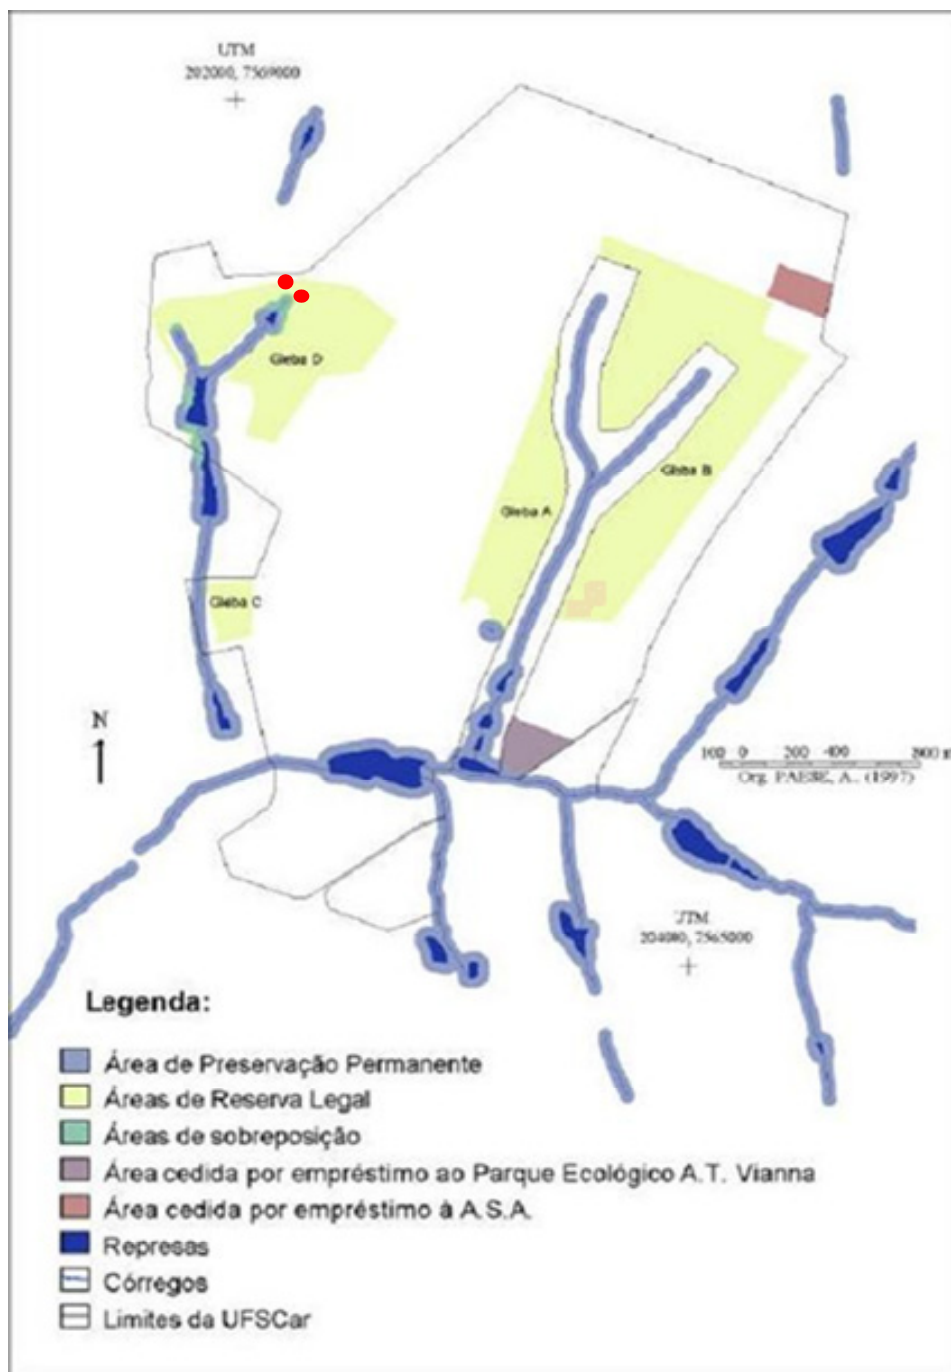 UTM
202000, 7569000
Gleba D
Gleba B
Gleba A
Gleba C
N
100 0 200 400 800 m
Org. PAESE, A.. (1997)
UTM
204000, 7565000
Legenda:
Área de Preservação Permanente
Áreas de Reserva Legal
Áreas de sobreposição
Área cedida por empréstimo ao Parque Ecológico A.T. Vianna
Área cedida por empréstimo à A.S.A.
Represas
Córregos
Limites da UFSCar